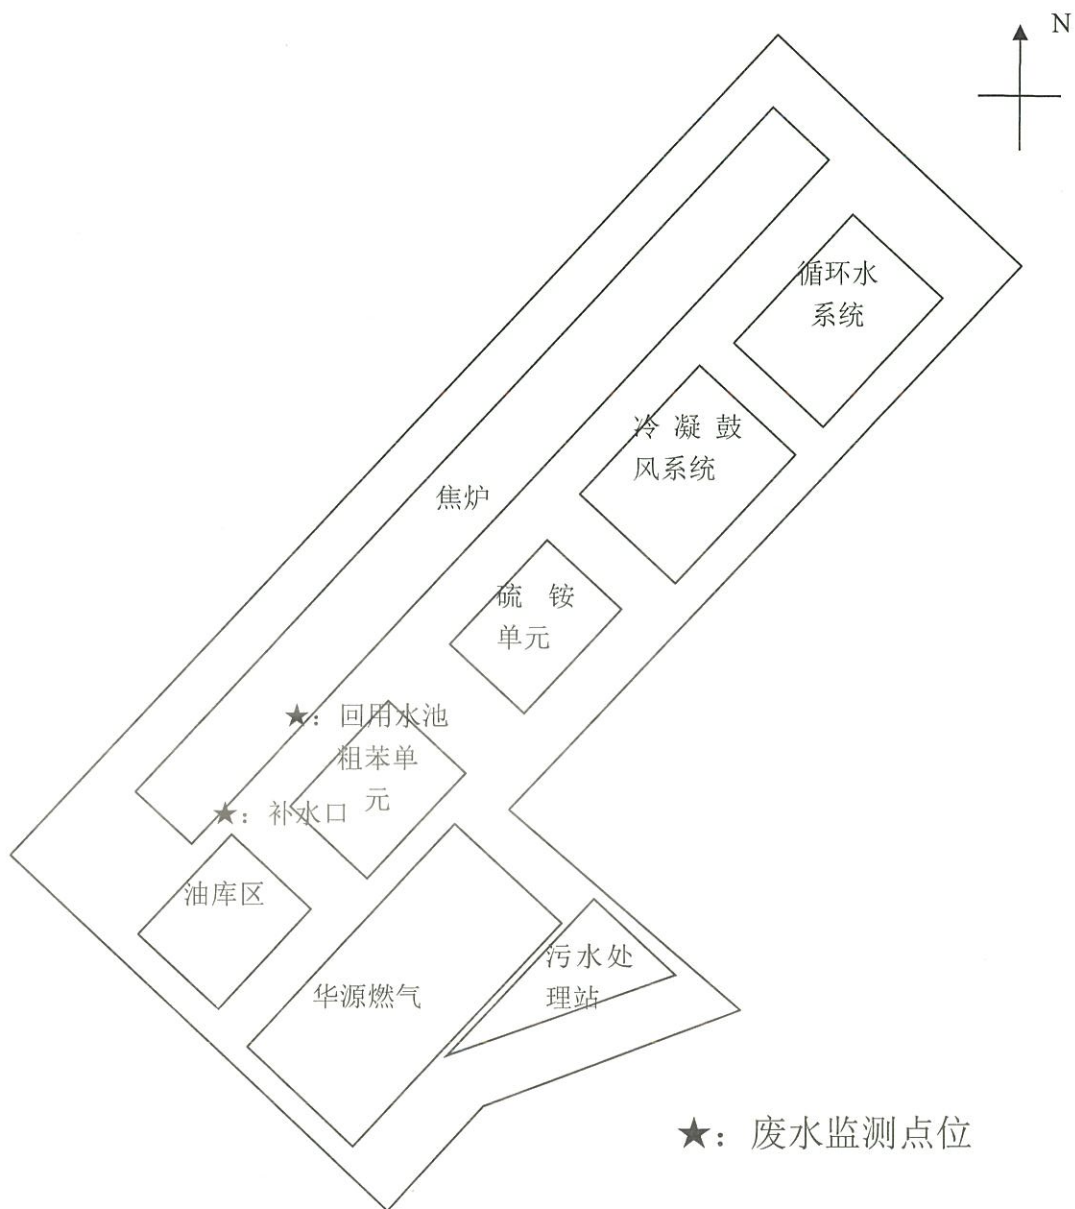 N
循环水
系统
冷凝鼓
风系统
焦炉
硫铵
单元
★：回用水池
粗苯单
元
★：补水口
油库区
污水处
理站
华源燃气
★：废水监测点位